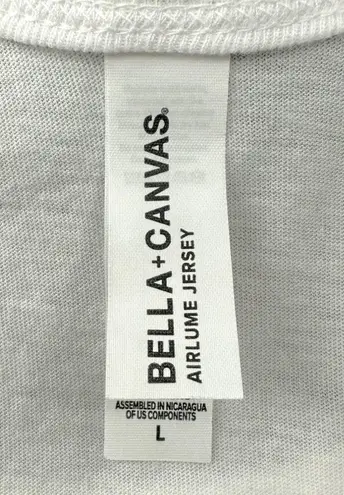 BELLA+CANVAS®
AIRLUME JERSEY
ASSEMBLED IN NICARAGUA
OF US COMPONENTS
L